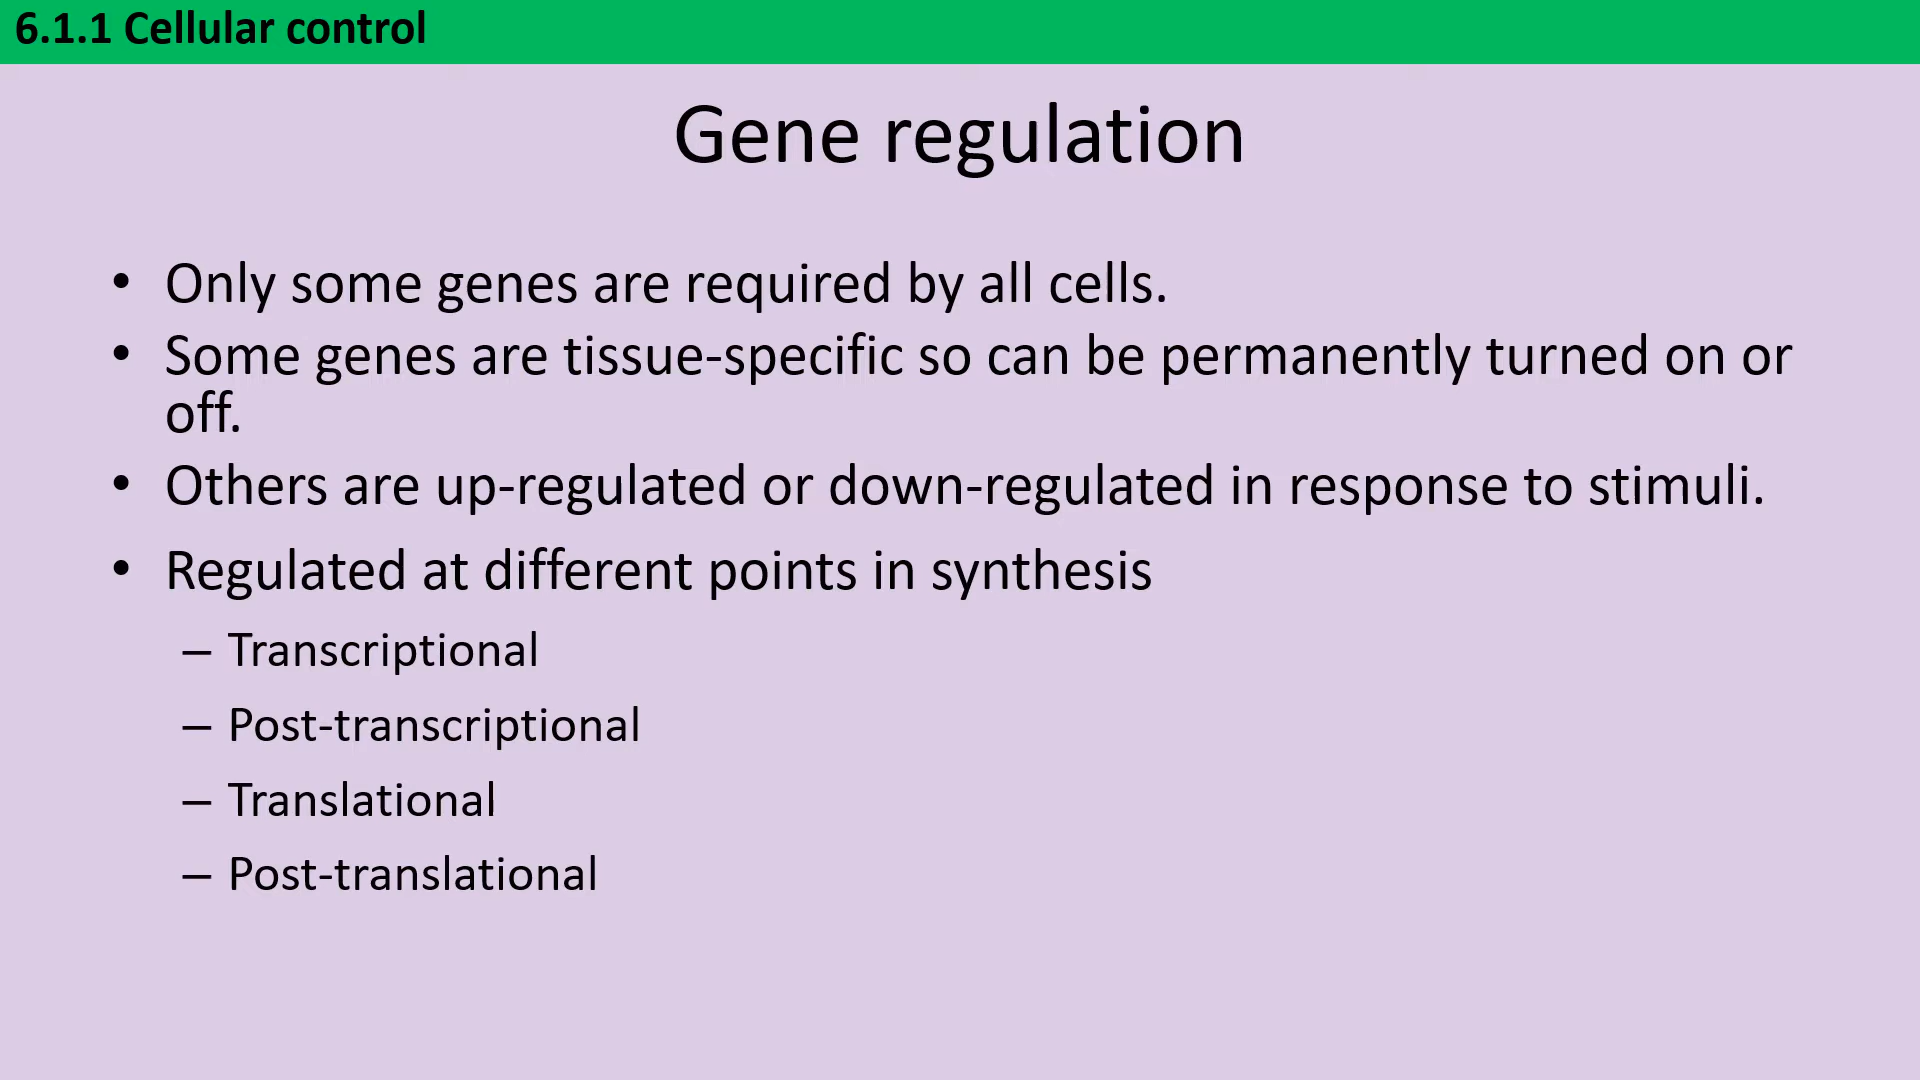 6.1.1 Cellular control
Gene regulation
• Only some genes are required by all cells.
• Some genes are tissue-specific so can be permanently turned on or
off.
• Others are up-regulated or down-regulated in response to stimuli.
• Regulated at different points in synthesis
– Transcriptional
– Post-transcriptional
– Translational
– Post-translational